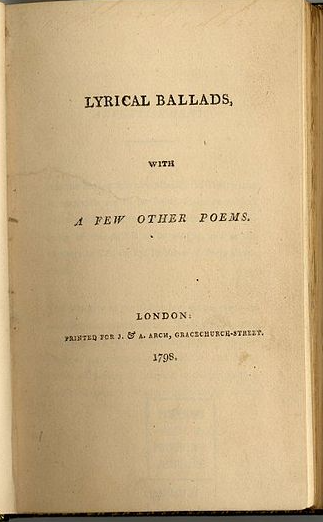 LYRICAL BALLADS,
WITH
A FEW OTHER POEMS.
LONDON:
PRINTED FOR J. & A. ARCH, GRACECHURCH-STREET.
1798.